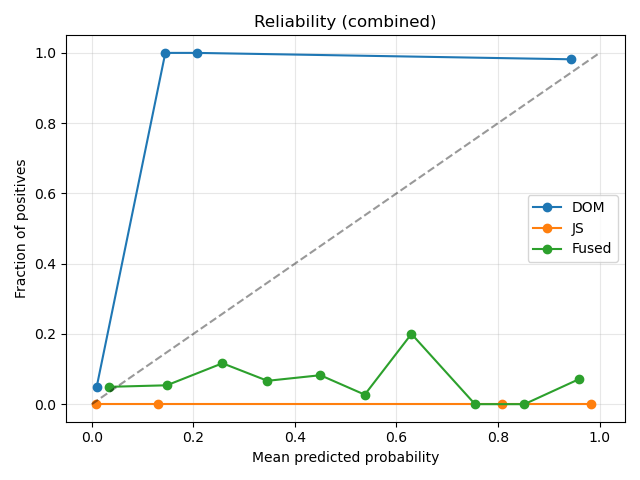 Reliability (combined)
1.0
0.8
0.6
0.4
0.2
0.0
Fraction of positives
DOM
JS
Fused
0.0
0.2
0.4
0.6
0.8
1.0
Mean predicted probability